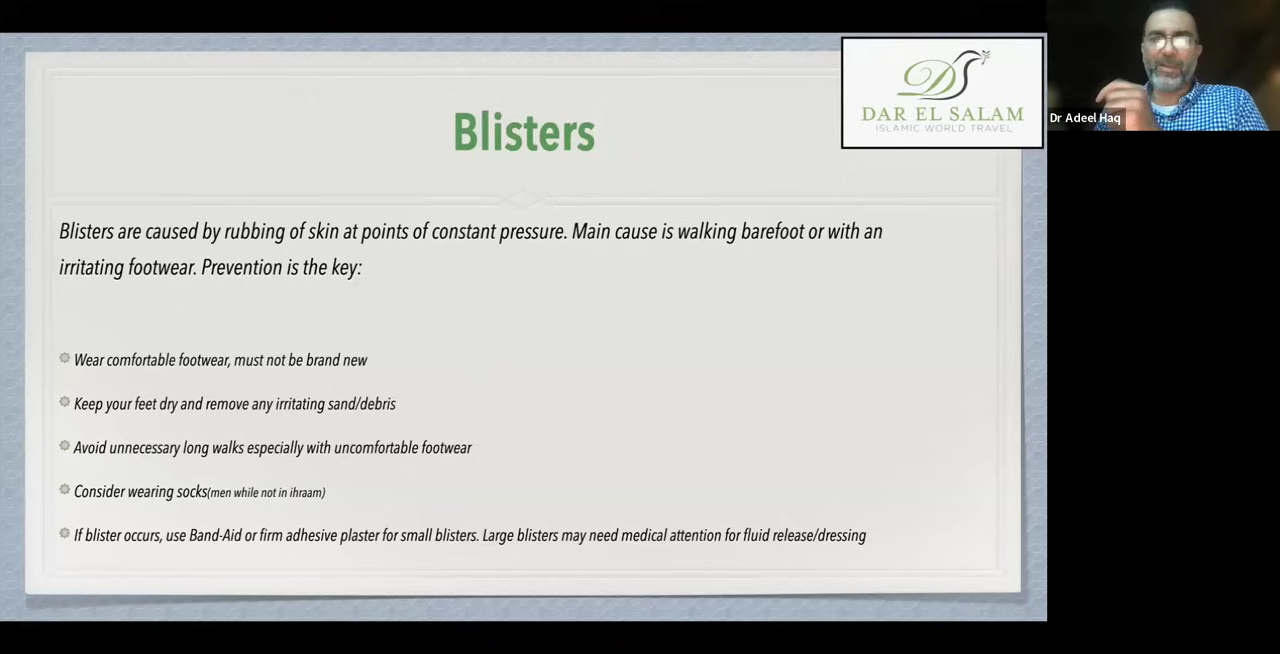 Blisters
DAR EL SALAM
ISLAMIC WORLD TRAVEL
Dr Adeel Haq
Blisters are caused by rubbing of skin at points of constant pressure. Main cause is walking barefoot or with an
irritating footwear. Prevention is the key:
Wear comfortable footwear, must not be brand new
Keep your feet dry and remove any irritating sand/debris
Avoid unnecessary long walks especially with uncomfortable footwear
Consider wearing socks(men while not in ihraam)
If blister occurs, use Band-Aid or firm adhesive plaster for small blisters. Large blisters may need medical attention for fluid release/dressing